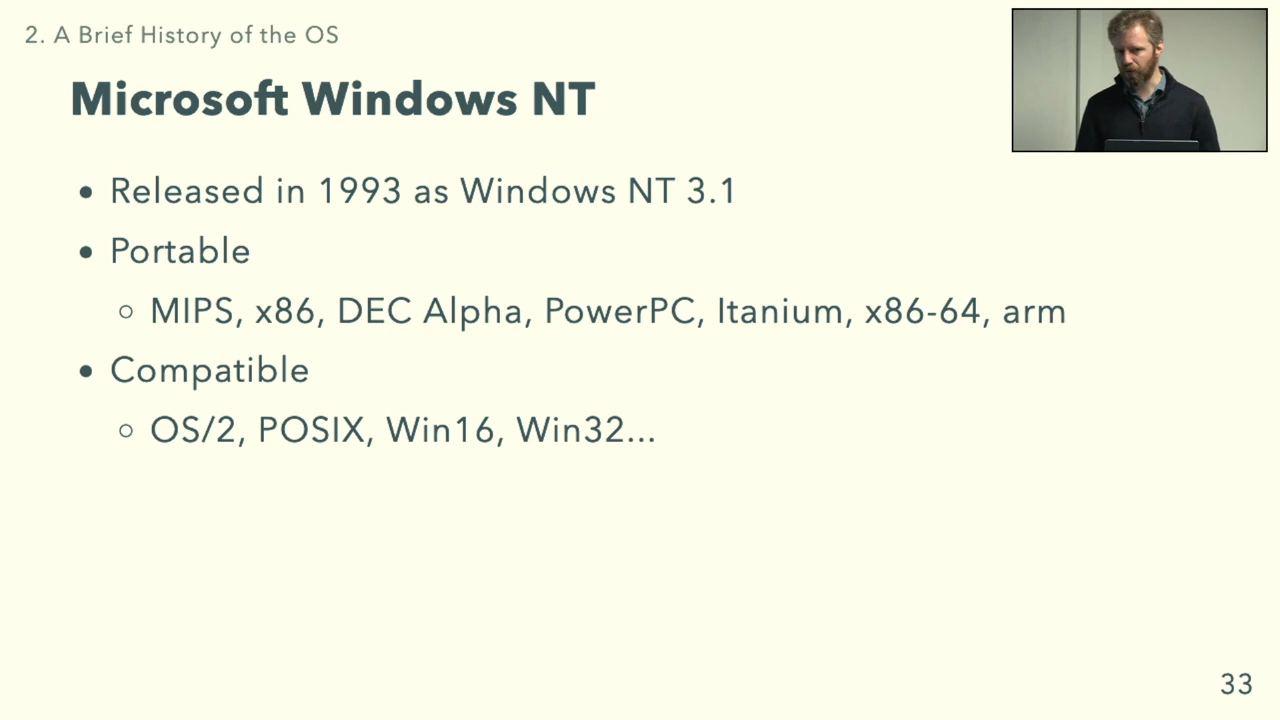 2. A Brief History of the OS
Microsoft Windows NT
• Released in 1993 as Windows NT 3.1
• Portable
○ MIPS, x86, DEC Alpha, PowerPC, Itanium, x86-64, arm
• Compatible
○ OS/2, POSIX, Win16, Win32...
33